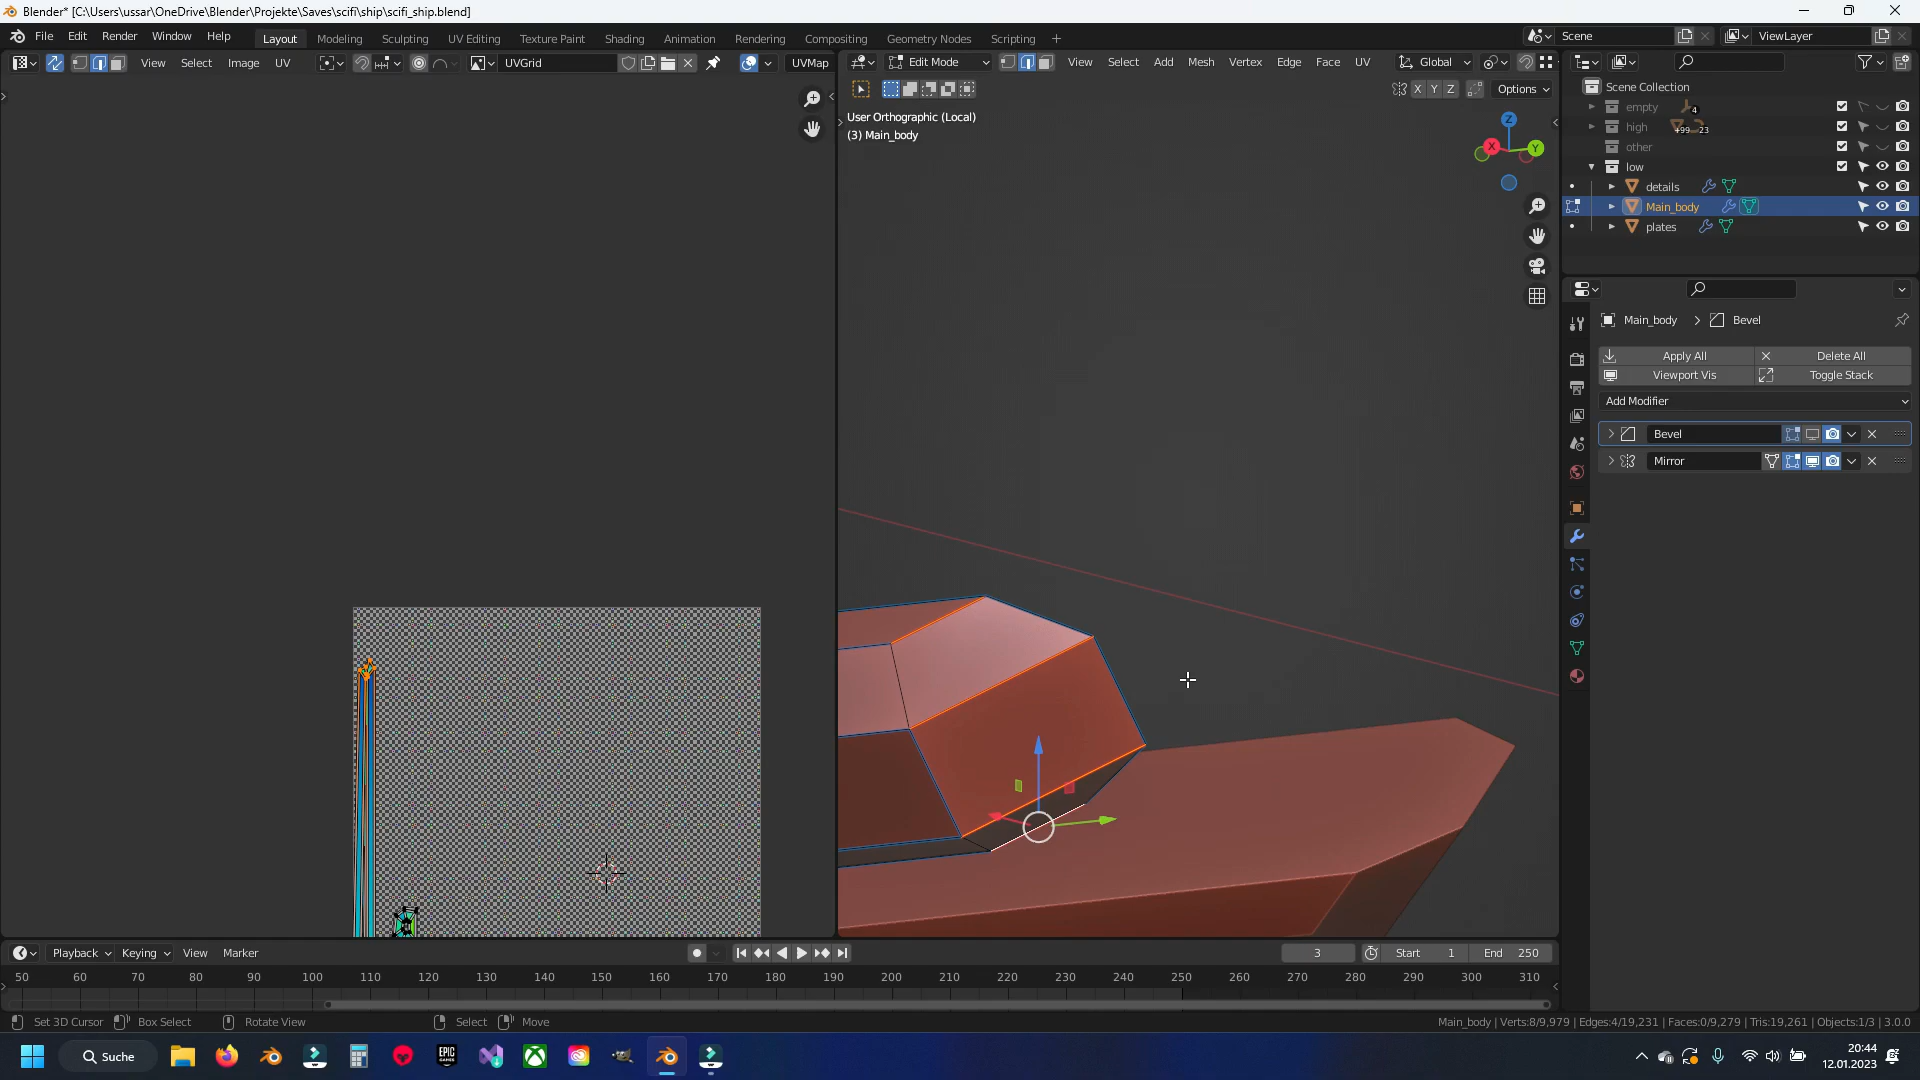 Blender* [C:\Users\ussar\OneDrive\Blender\Projekte\Saves\scifi\ship\scifi_ship.blend]
File Edit Render Window Help Layout Modeling Sculpting UV Editing Texture Paint Shading Animation Rendering Compositing Geometry Nodes Scripting + Scene ViewLayer
View Select Image UV UVGrid UVMap Edit Mode View Select Add Mesh Vertex Edge Face UV Global
X Y Z Options
User Orthographic (Local)
(3) Main_body
Z
X
Y
Scene Collection
empty 4
high +99 23
other
low
details
Main_body
plates
Main_body > Bevel
Apply All Delete All
Viewport Vis Toggle Stack
Add Modifier
Bevel
Mirror
Playback Keying View Marker 3 Start 1 End 250
50 60 70 80 90 100 110 120 130 140 150 160 170 180 190 200 210 220 230 240 250 260 270 280 290 300 310
Set 3D Cursor Box Select Rotate View Select Move Main_body | Verts:8/9,979 | Edges:4/19,231 | Faces:0/9,279 | Tris:19,261 | Objects:1/3 | 3.0.0
Suche EPIC GAMES 20:44
12.01.2023